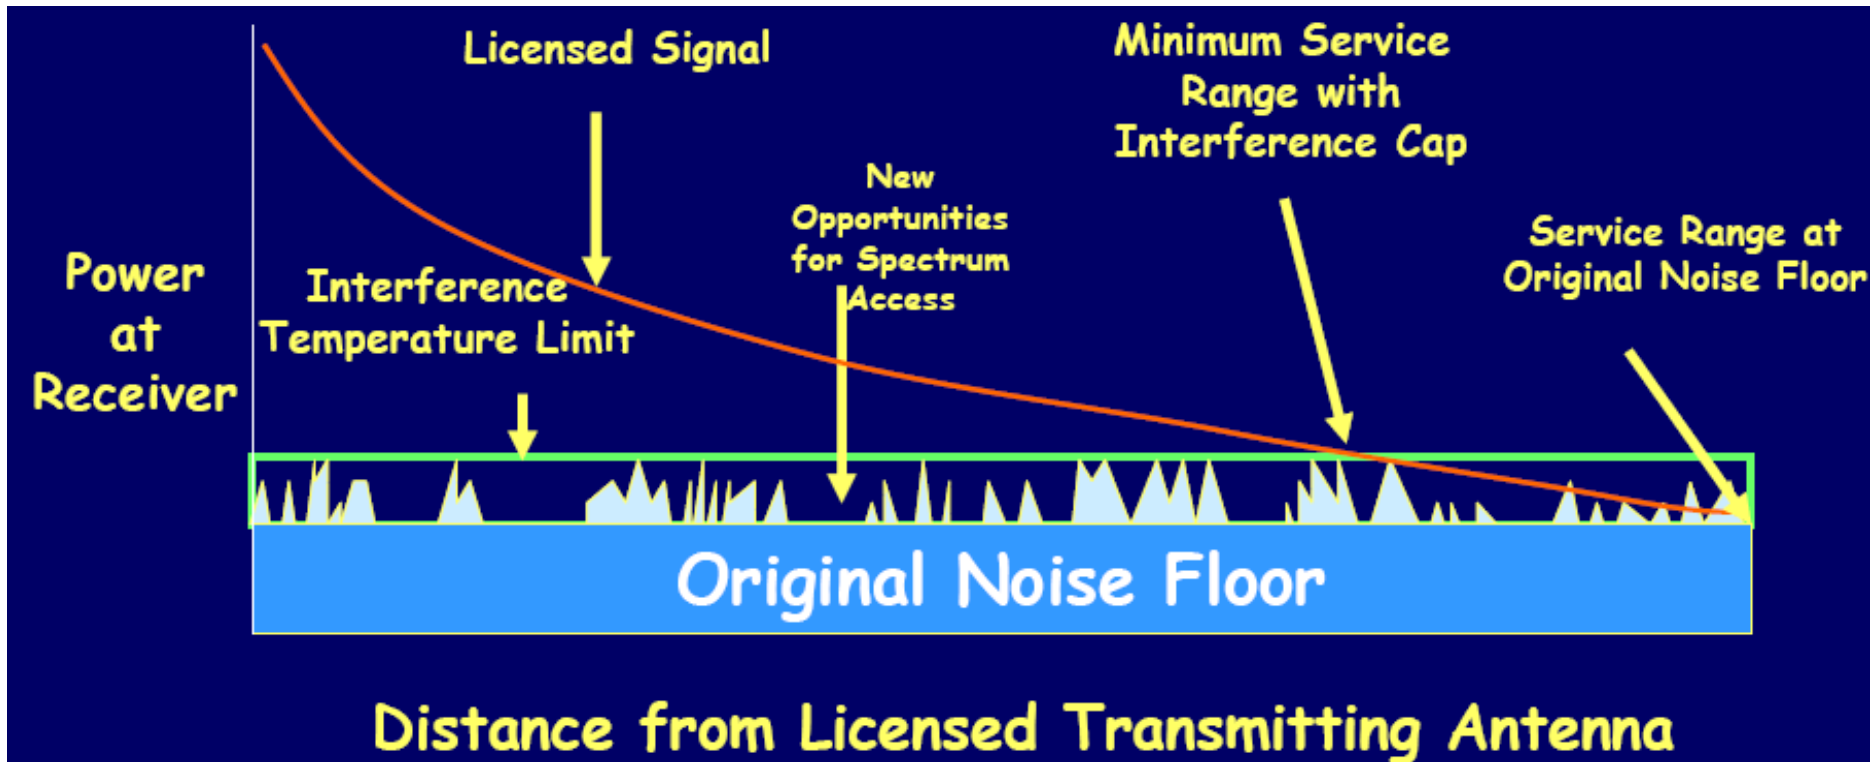 Licensed Signal
Minimum Service
Range with
Interference Cap
New
Opportunities
for Spectrum
Access
Service Range at
Original Noise Floor
Power
at
Receiver
Interference
Temperature Limit
Original Noise Floor
Distance from Licensed Transmitting Antenna